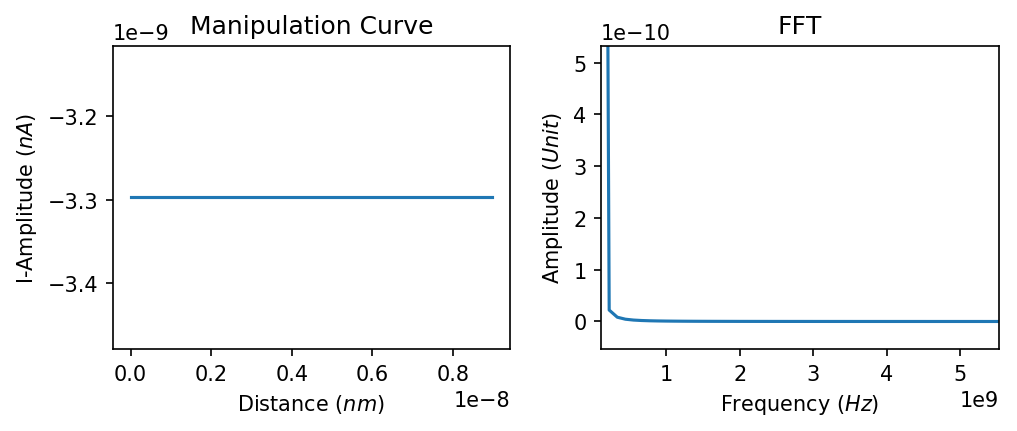 Manipulation Curve
1e−9
I-Amplitude (nA)
−3.2
−3.3
−3.4
0.0 0.2 0.4 0.6 0.8
1e−8
Distance (nm)
FFT
1e−10
Amplitude (Unit)
5
4
3
2
1
0
1 2 3 4 5
1e9
Frequency (Hz)